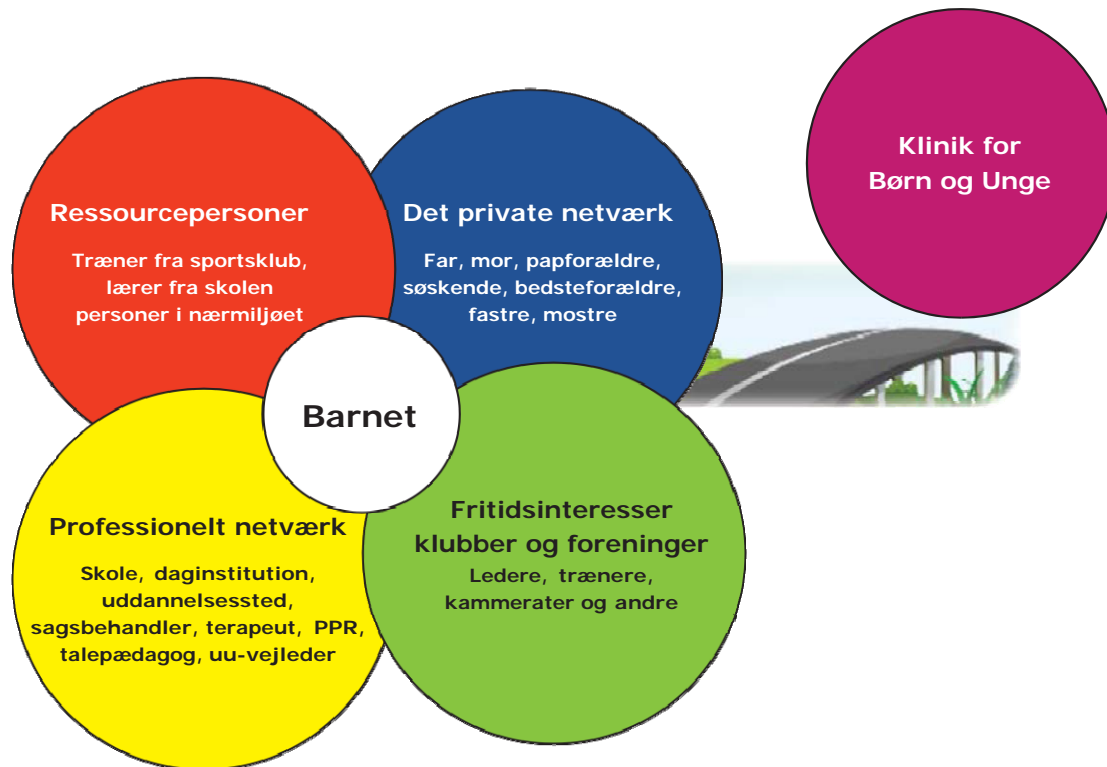 Klinik for
Børn og Unge
Ressourcepersoner
Træner fra sportsklub,
lærer fra skolen
personer i nærmiljøet
Det private netværk
Far, mor, papforældre,
søskende, bedsteforældre,
fastre, mostre
Barnet
Professionelt netværk
Skole, daginstitution,
uddannelsessted,
sagsbehandler, terapeut, PPR,
talepædagog, uu-vejleder
Fritidsinteresser
klubber og foreninger
Ledere, trænere,
kammerater og andre